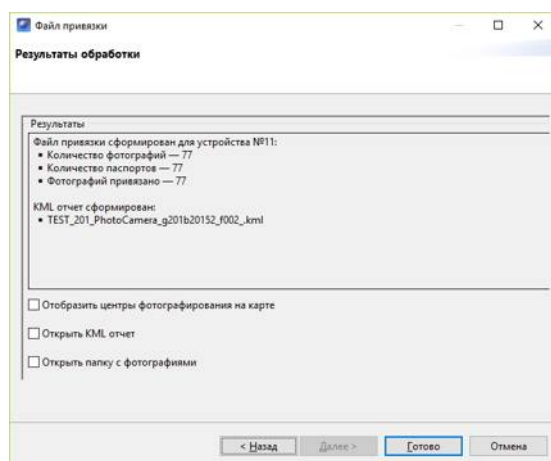 Файл привязки
Результаты обработки
Результаты
Файл привязки сформирован для устройства №11:
• Количество фотографий — 77
• Количество паспортов — 77
• Фотографий привязано — 77
KML отчет сформирован:
• TEST_201_PhotoCamera_g201b20152_f002_.kml
Отобразить центры фотографирования на карте
Открыть KML отчет
Открыть папку с фотографиями
< Назад Далее > Готово Отмена